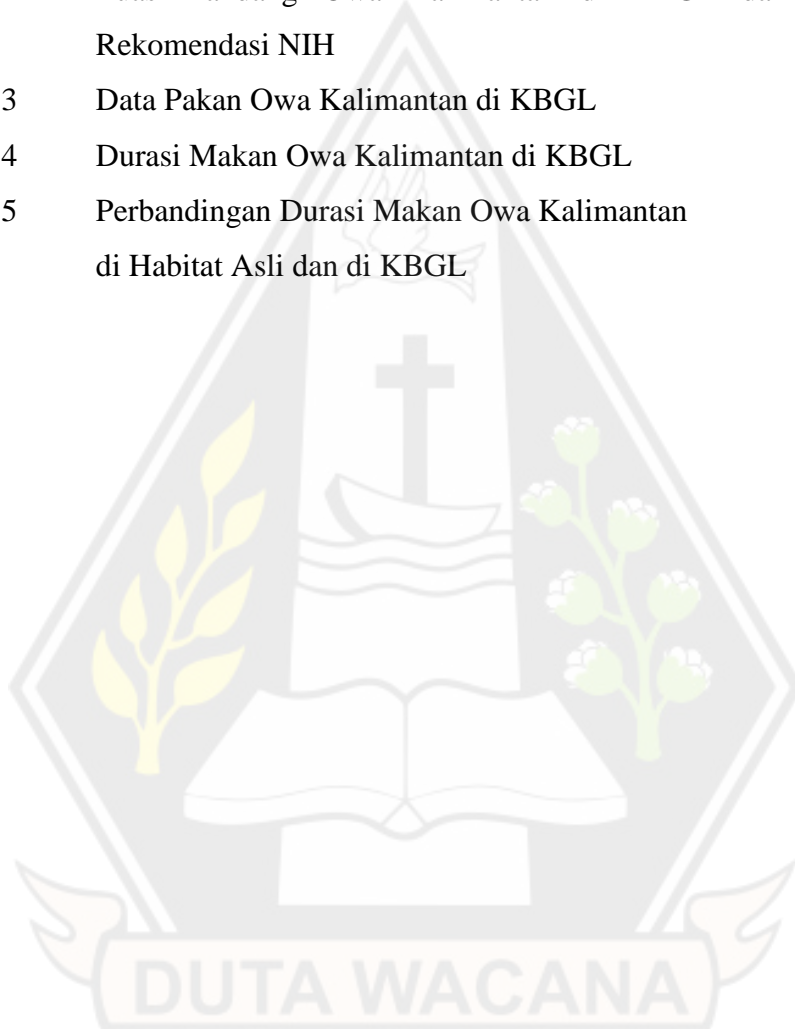 Rekomendasi NIH
3 Data Pakan Owa Kalimantan di KBGL
4 Durasi Makan Owa Kalimantan di KBGL
5 Perbandingan Durasi Makan Owa Kalimantan
di Habitat Asli dan di KBGL
DUTA WACANA